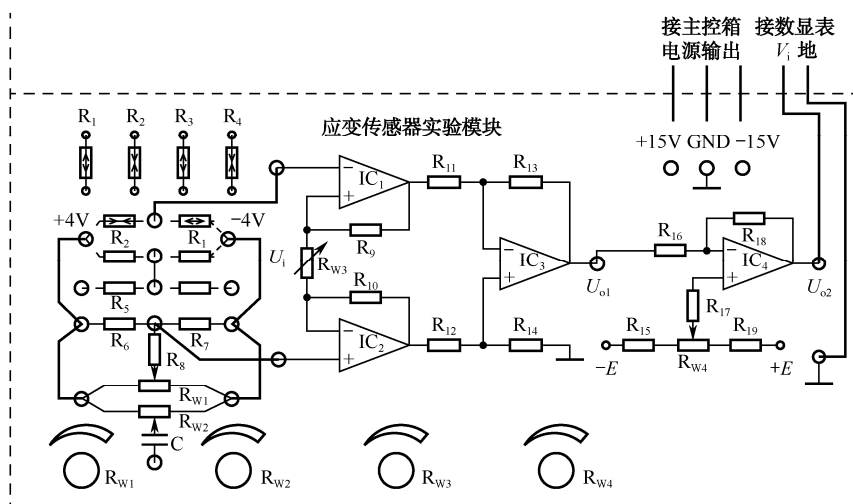 接主控箱 接数显表
电源输出 Vi 地
R1 R2 R3 R4
应变传感器实验模块
+15V GND −15V
− IC1 +
R11 R13
+4V −4V
R2 R1
R9
Ui
RW3
R10
− IC3 +
Uo1
R16 R18
− IC4 +
Uo2
R17
R5
R6 R7
− IC2 +
R12 R14
R15 RW4 R19
−E +E
R8
RW1
RW2
C
RW1 RW2 RW3 RW4